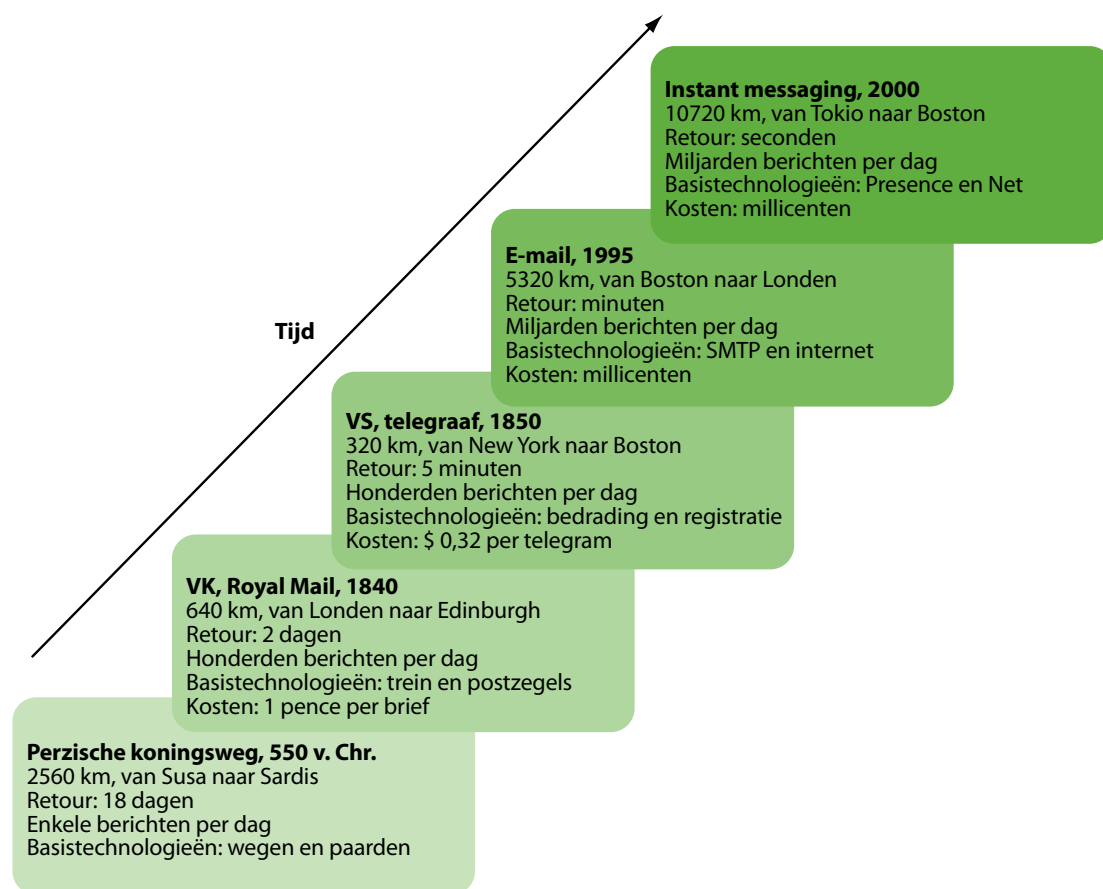 Instant messaging, 2000
10720 km, van Tokio naar Boston
Retour: seconden
Miljarden berichten per dag
Basistechnologieën: Presence en Net
Kosten: millicenten
E-mail, 1995
5320 km, van Boston naar Londen
Retour: minuten
Miljarden berichten per dag
Basistechnologieën: SMTP en internet
Kosten: millicenten
Tijd
VS, telegraaf, 1850
320 km, van New York naar Boston
Retour: 5 minuten
Honderden berichten per dag
Basistechnologieën: bedrading en registratie
Kosten: $ 0,32 per telegram
VK, Royal Mail, 1840
640 km, van Londen naar Edinburgh
Retour: 2 dagen
Honderden berichten per dag
Basistechnologieën: trein en postzegels
Kosten: 1 pence per brief
Perzische koningsweg, 550 v. Chr.
2560 km, van Susa naar Sardis
Retour: 18 dagen
Enkele berichten per dag
Basistechnologieën: wegen en paarden